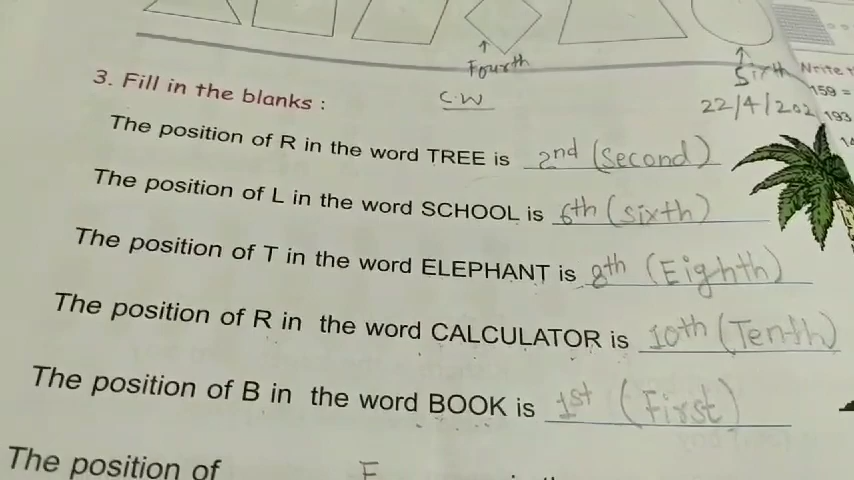 Fourth
Sixth
Write
159 =
193
3. Fill in the blanks :
C.W
22/4/202
The position of R in the word TREE is 2nd (Second)
The position of L in the word SCHOOL is 6th (sixth)
The position of T in the word ELEPHANT is 8th (Eighth)
The position of R in the word CALCULATOR is 10th (Tenth)
The position of B in the word BOOK is 1st (First)
The position of